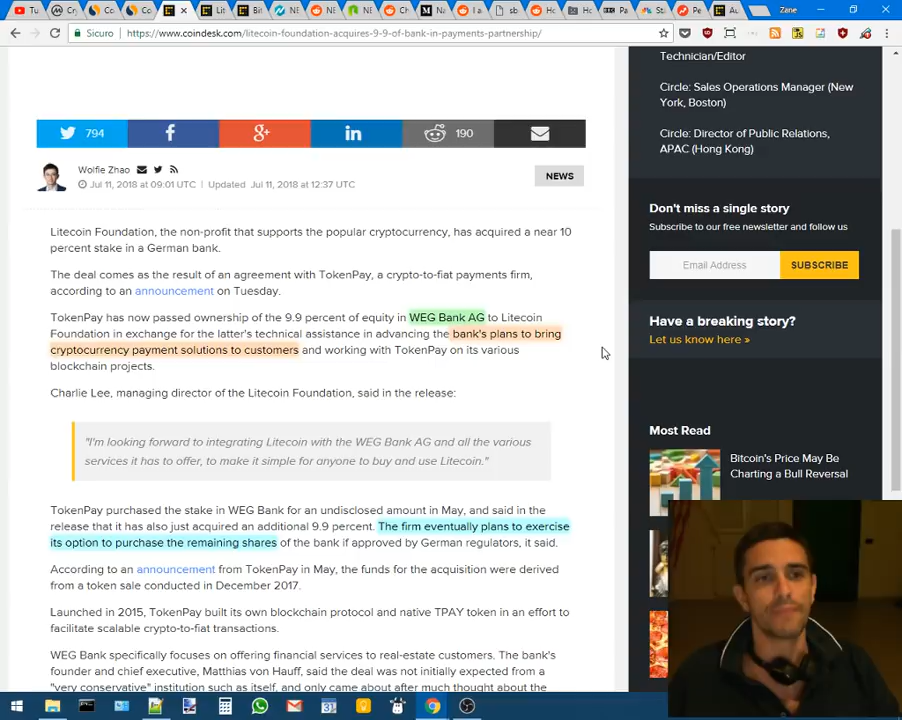 Tu
Cry
Co
Co
Lit
Bit
NE
NE
Ch
Na
I a
sb
Ho
Ho
Pa
Sta
Pe
Au
Zane
Sicuro
https://www.coindesk.com/litecoin-foundation-acquires-9-9-of-bank-in-payments-partnership/
794
190
Wolfie Zhao
Jul 11, 2018 at 09:01 UTC | Updated Jul 11, 2018 at 12:37 UTC
NEWS
Litecoin Foundation, the non-profit that supports the popular cryptocurrency, has acquired a near 10
percent stake in a German bank.
The deal comes as the result of an agreement with TokenPay, a crypto-to-fiat payments firm,
according to an announcement on Tuesday.
TokenPay has now passed ownership of the 9.9 percent of equity in WEG Bank AG to Litecoin
Foundation in exchange for the latter's technical assistance in advancing the bank's plans to bring
cryptocurrency payment solutions to customers and working with TokenPay on its various
blockchain projects.
Charlie Lee, managing director of the Litecoin Foundation, said in the release:
"I'm looking forward to integrating Litecoin with the WEG Bank AG and all the various
services it has to offer, to make it simple for anyone to buy and use Litecoin."
TokenPay purchased the stake in WEG Bank for an undisclosed amount in May, and said in the
release that it has also just acquired an additional 9.9 percent. The firm eventually plans to exercise
its option to purchase the remaining shares of the bank if approved by German regulators, it said.
According to an announcement from TokenPay in May, the funds for the acquisition were derived
from a token sale conducted in December 2017.
Launched in 2015, TokenPay built its own blockchain protocol and native TPAY token in an effort to
facilitate scalable crypto-to-fiat transactions.
WEG Bank specifically focuses on offering financial services to real-estate customers. The bank's
founder and chief executive, Matthias von Hauff, said the deal was not initially expected from a
"very conservative" institution such as itself, and only came about after much thought about the
Technician/Editor
Circle: Sales Operations Manager (New
York, Boston)
Circle: Director of Public Relations,
APAC (Hong Kong)
Don't miss a single story
Subscribe to our free newsletter and follow us
Email Address
SUBSCRIBE
Have a breaking story?
Let us know here »
Most Read
Bitcoin's Price May Be
Charting a Bull Reversal